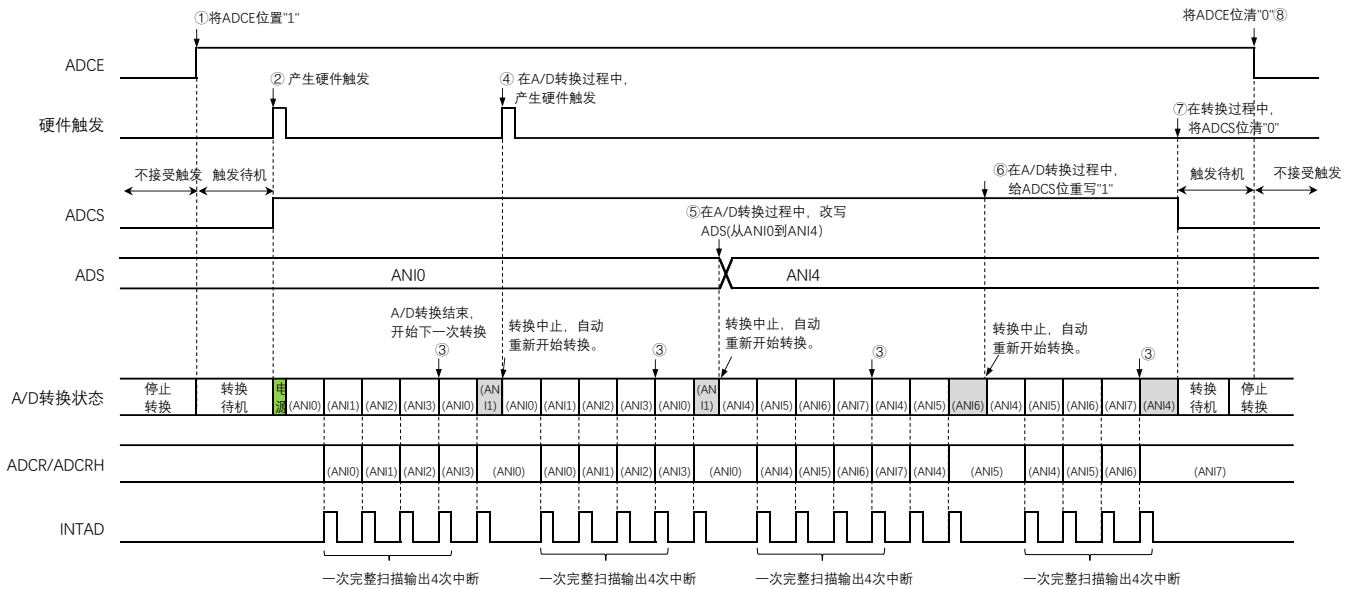 ①将ADCE位置"1"
将ADCE位清"0"⑧
ADCE
② 产生硬件触发
④ 在A/D转换过程中，
产生硬件触发
⑦在转换过程中，
将ADCS位清"0"
硬件触发
不接受触发
触发待机
⑥在A/D转换过程中，
给ADCS位重写"1"
触发待机
不接受触发
ADCS
⑤在A/D转换过程中，改写
ADS(从ANI0到ANI4）
ADS
ANI0
ANI4
A/D转换结束，
开始下一次转换
③
转换中止，自动
重新开始转换。
③
转换中止，自动
重新开始转换。
③
转换中止，自动
重新开始转换。
③
A/D转换状态
停止
转换
转换
待机
电
源
(ANI0) (ANI1) (ANI2) (ANI3) (ANI0)
(AN
I1)
(ANI0) (ANI1) (ANI2) (ANI3) (ANI0)
(AN
I1)
(ANI4) (ANI5) (ANI6) (ANI7) (ANI4) (ANI5) (ANI6) (ANI4) (ANI5) (ANI6) (ANI7) (ANI4)
转换
待机
停止
转换
ADCR/ADCRH
(ANI0) (ANI1) (ANI2) (ANI3) (ANI0) (ANI0) (ANI1) (ANI2) (ANI3) (ANI0) (ANI4) (ANI5) (ANI6) (ANI7) (ANI4) (ANI5) (ANI4) (ANI5) (ANI6) (ANI7)
INTAD
一次完整扫描输出4次中断
一次完整扫描输出4次中断
一次完整扫描输出4次中断
一次完整扫描输出4次中断